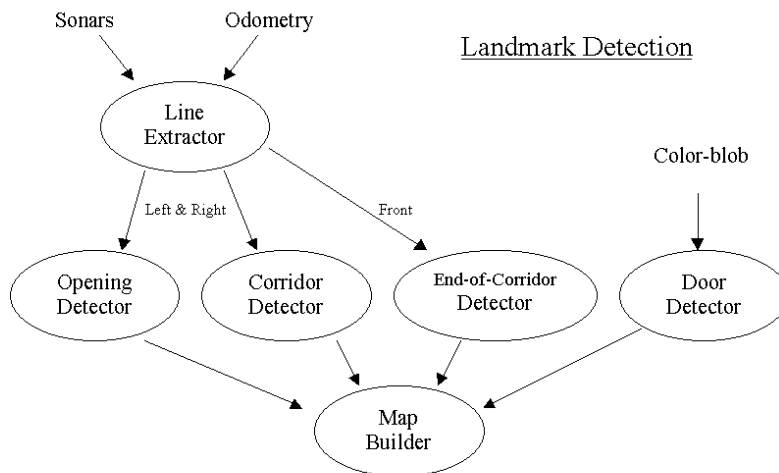 Sonars
Odometry
Landmark Detection
Line
Extractor
Color-blob
Left & Right
Front
Opening
Detector
Corridor
Detector
End-of-Corridor
Detector
Door
Detector
Map
Builder